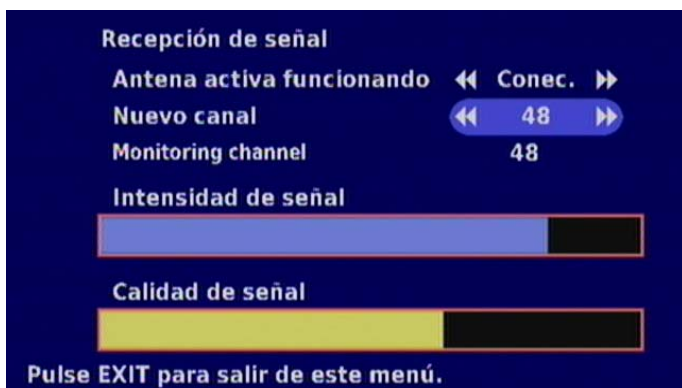 Recepción de señal
Antena activa funcionando Conec.
Nuevo canal 48
Monitoring channel 48
Intensidad de señal
Calidad de señal
Pulse EXIT para salir de este menú.